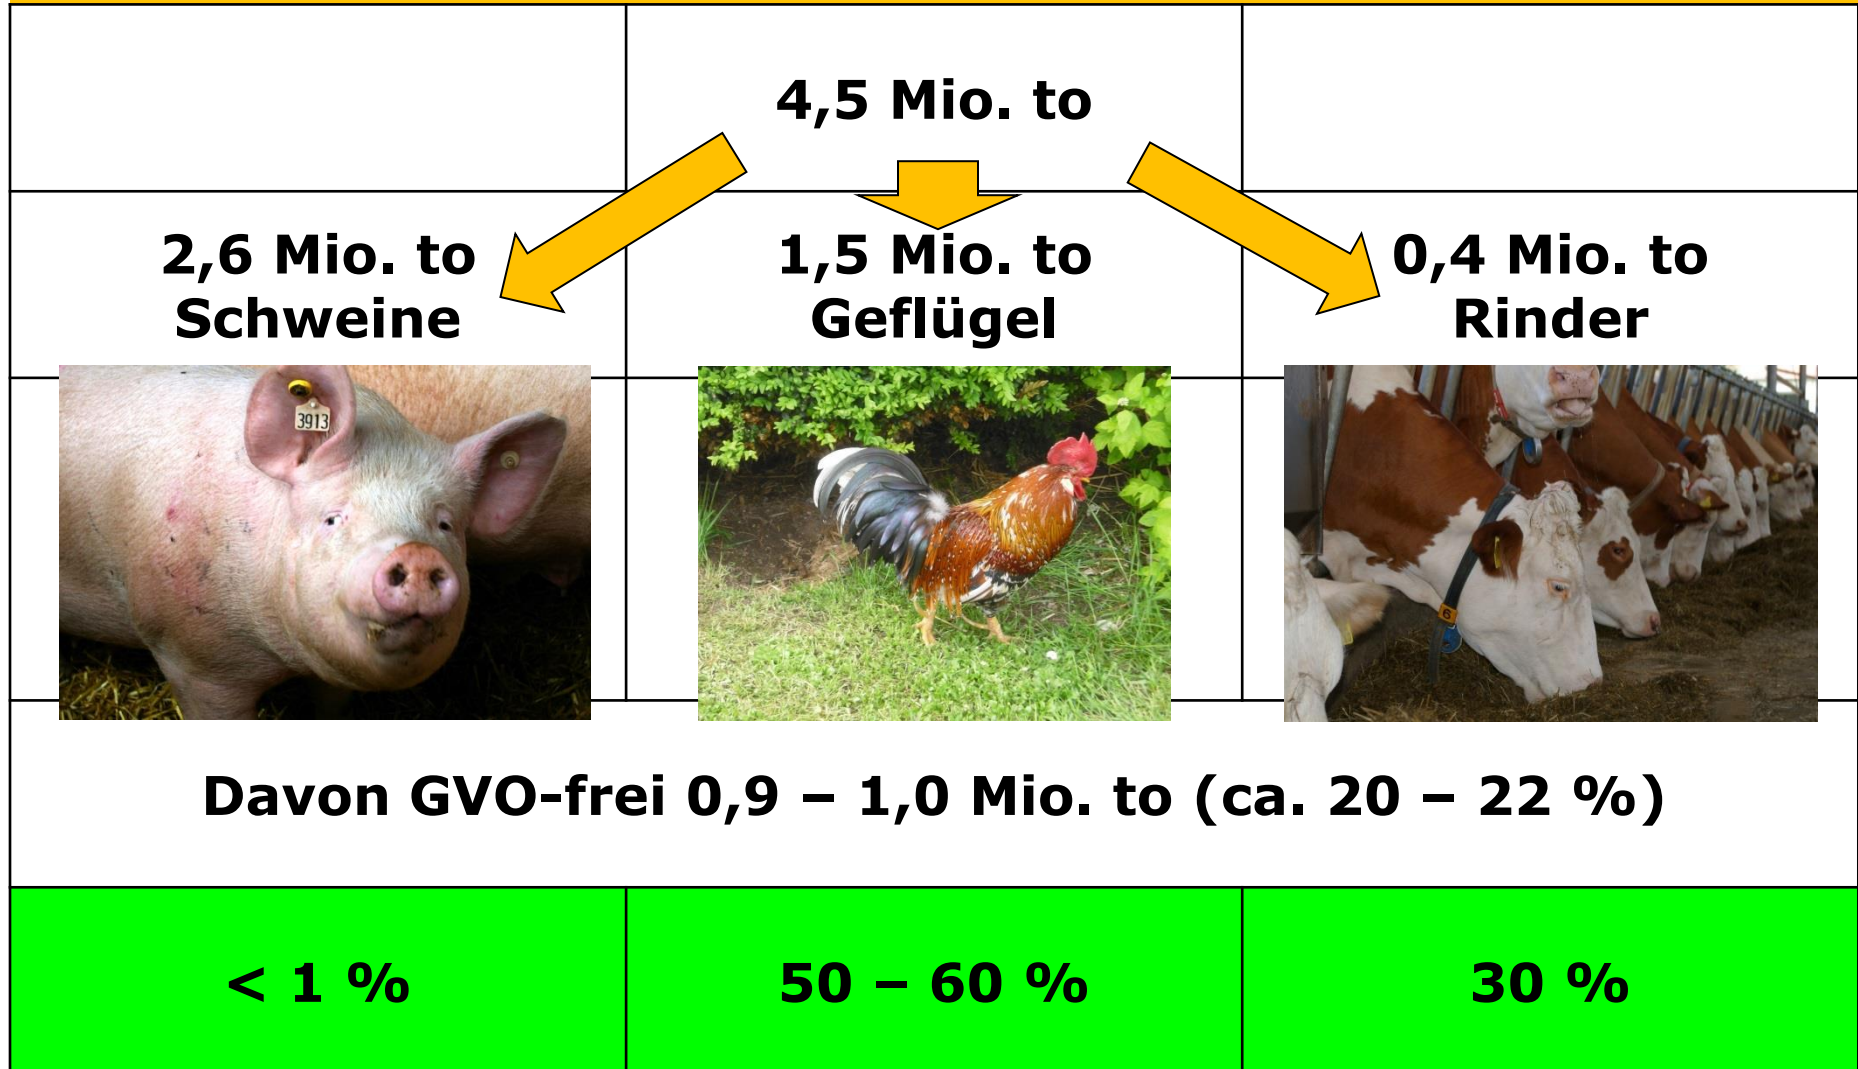 4,5 Mio. to
2,6 Mio. to
Schweine
1,5 Mio. to
Geflügel
0,4 Mio. to
Rinder
3913
6
Davon GVO-frei 0,9 – 1,0 Mio. to (ca. 20 – 22 %)
< 1 %
50 – 60 %
30 %